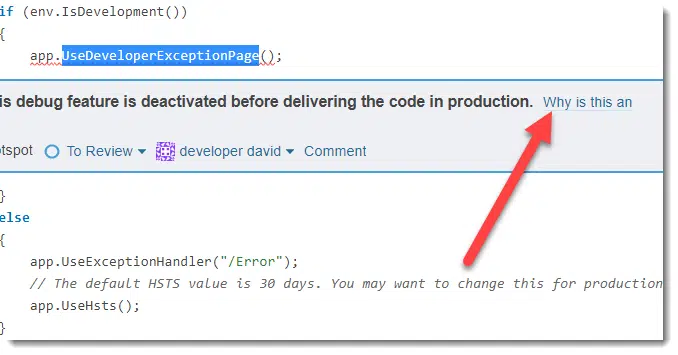 if (env.IsDevelopment())
{
app.UseDeveloperExceptionPage();
is debug feature is deactivated before delivering the code in production. Why is this an
otspot To Review developer david Comment
}
else
{
app.UseExceptionHandler("/Error");
// The default HSTS value is 30 days. You may want to change this for production
app.UseHsts();
}